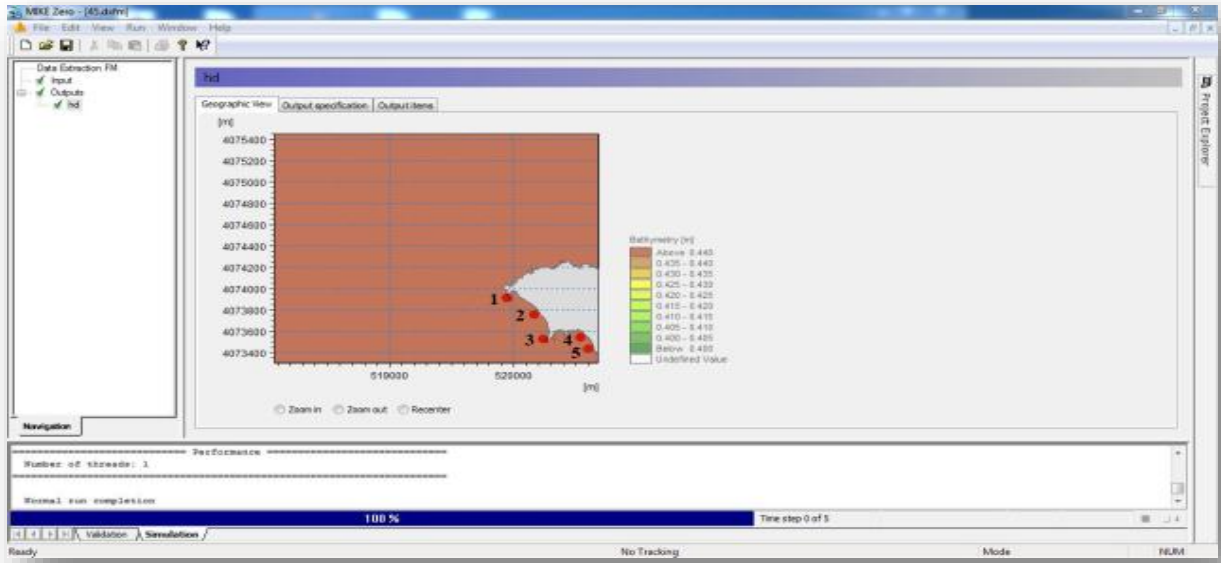 MIKE Zero - [45.dxfm]
File Edit View Run Window Help
Data Extraction FM
Input
Outputs
hd
Navigation
hd
Geographic View Output specification Output items
[m]
4075400
4075200
4075000
4074800
4074600
4074400
4074200
4074000
4073800
4073600
4073400
519000 520000
[m]
1
2
3
4
5
Bathymetry [m]
Above 0.440
0.435 - 0.440
0.430 - 0.435
0.425 - 0.430
0.420 - 0.425
0.415 - 0.420
0.410 - 0.415
0.405 - 0.410
0.400 - 0.405
Below 0.400
Undefined Value
Zoom in Zoom out Recenter
Project Explorer
Performance
Number of threads: 1
Normal run completion
100 % Time step 0 of 5
Validation Simulation
Ready No Tracking Mode NUM